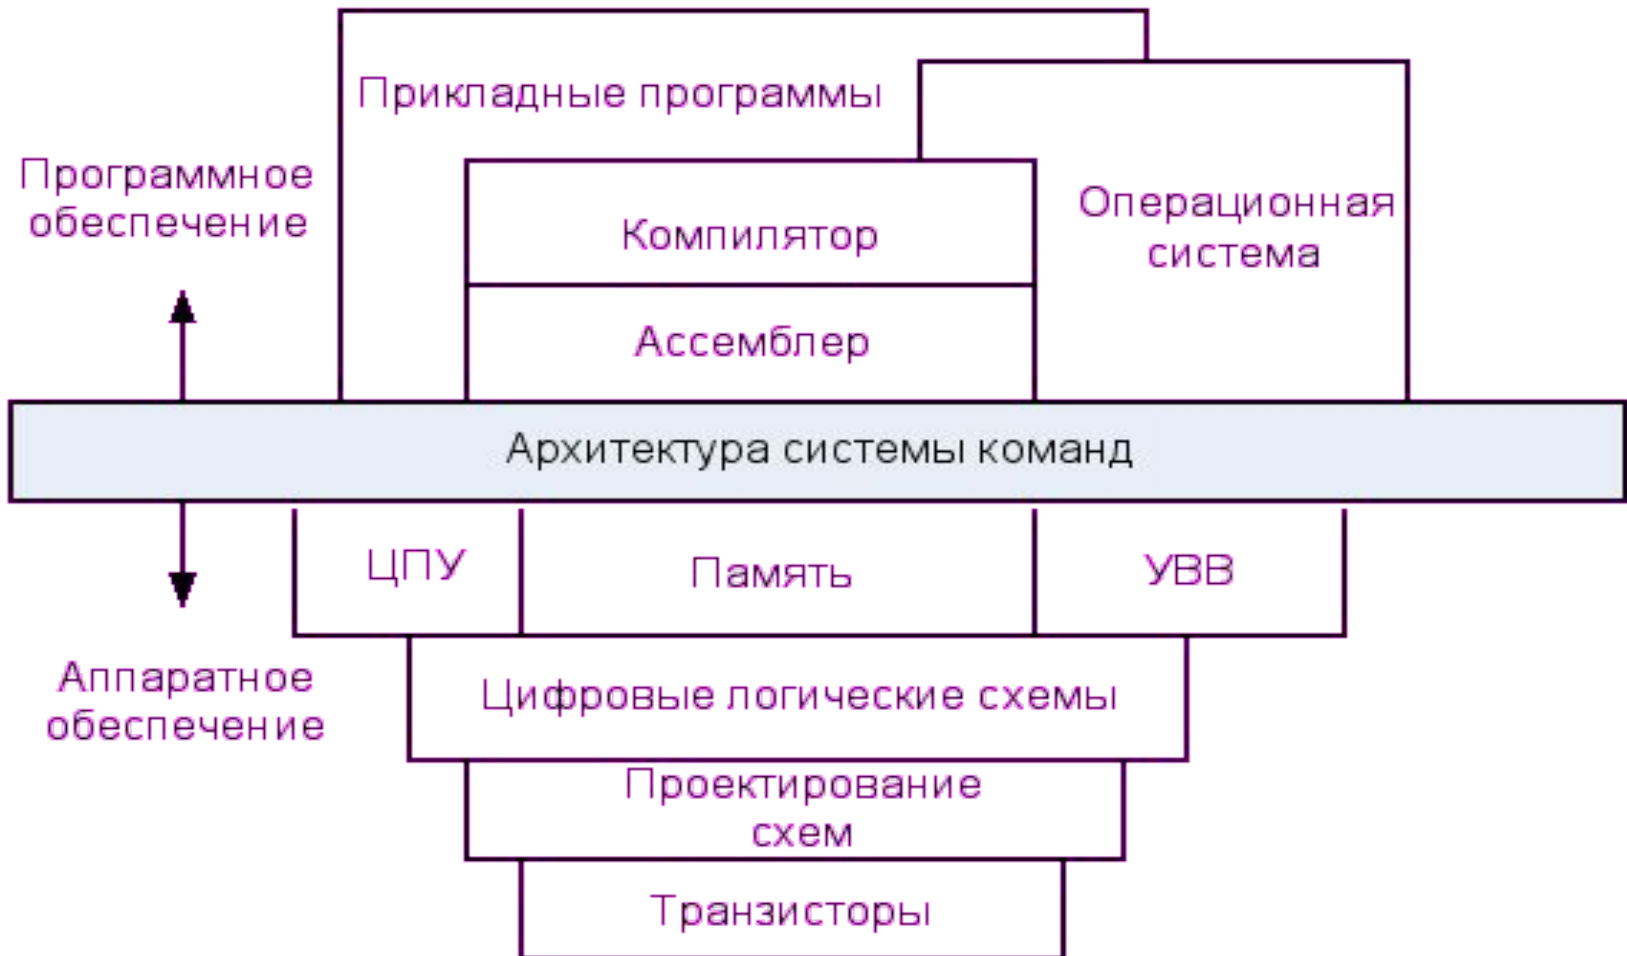 Прикладные программы
Программное
обеспечение
Операционная
система
Компилятор
Ассемблер
Архитектура системы команд
ЦПУ
Память
УВВ
Аппаратное
обеспечение
Цифровые логические схемы
Проектирование
схем
Транзисторы